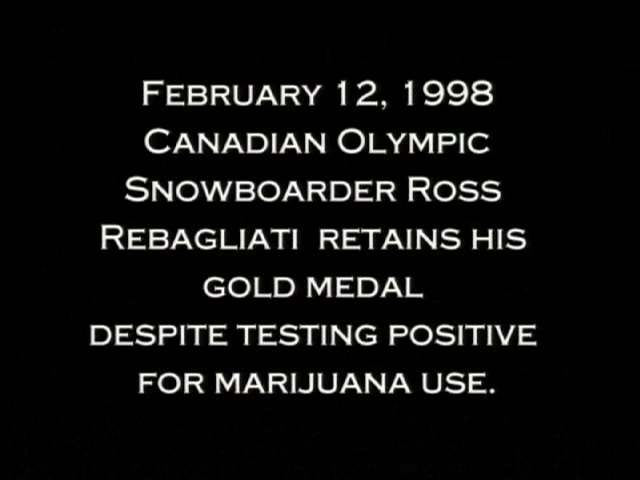 February 12, 1998
Canadian Olympic
Snowboarder Ross
Rebagliati retains his
gold medal
despite testing positive
for marijuana use.